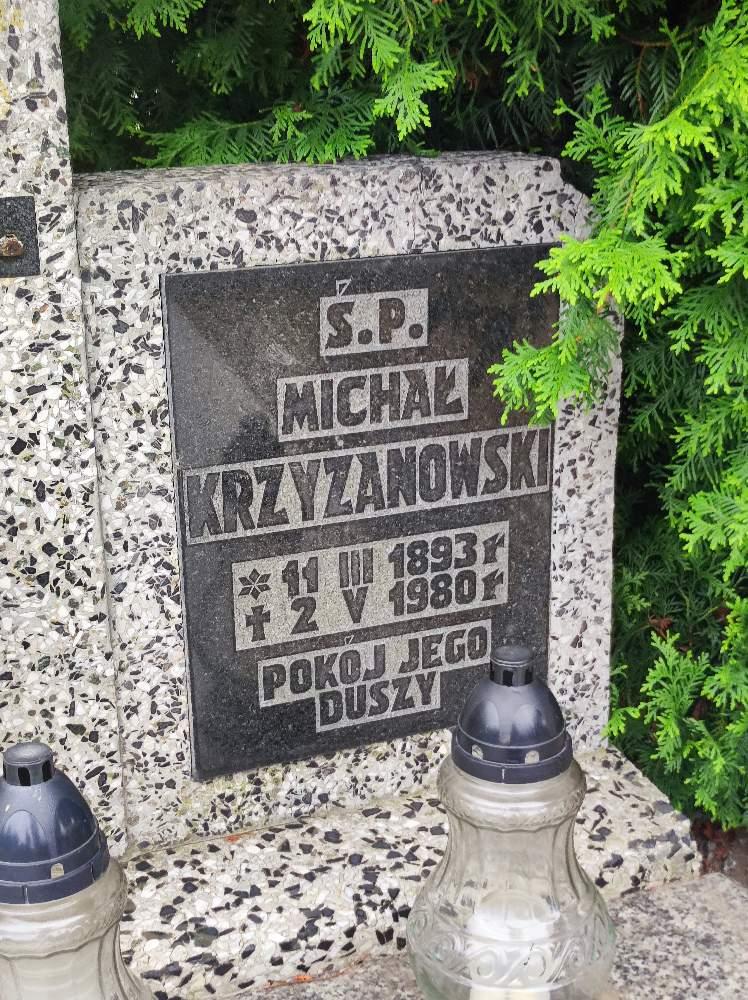 Ś.P.
MICHAŁ
KRZYŻANOWSKI
11 III 1893 r
2 V 1980 r
POKÓJ JEGO
DUSZY